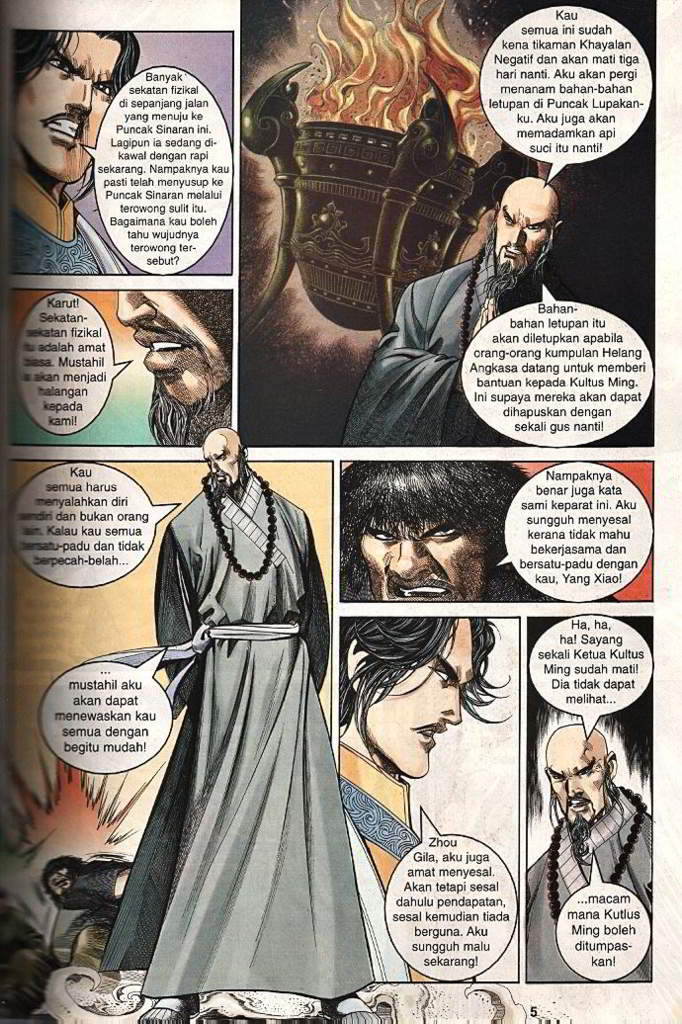 Banyak
sekatan fizikal
di sepanjang jalan
yang menuju ke
Puncak Sinaran ini.
Lagipun ia sedang di-
kawal dengan rapi
sekarang. Nampaknya kau
pasti telah menyusup ke
Puncak Sinaran melalui
terowong sulit itu.
Bagaimana kau boleh
tahu wujudnya
terowong ter-
sebut?
Kau
semua ini sudah
kena tikaman Khayalan
Negatif dan akan mati tiga
hari nanti. Aku akan pergi
menanam bahan-bahan
letupan di Puncak Lupakan-
ku. Aku juga akan
memadamkan api
suci itu nanti!
Bahan-
bahan letupan itu
akan diletupkan apabila
orang-orang kumpulan Helang
Angkasa datang untuk memberi
bantuan kepada Kultus Ming.
Ini supaya mereka akan dapat
dihapuskan dengan
sekali gus nanti!
Karut!
Sekatan-
sekatan fizikal
itu adalah amat
biasa. Mustahil
ia akan menjadi
halangan
kepada
kami!
Kau
semua harus
menyalahkan diri
sendiri dan bukan orang
lain. Kalau kau semua
bersatu-padu dan tidak
berpecah-belah...
...
mustahil aku
akan dapat
menewaskan kau
semua dengan
begitu mudah!
Nampaknya
benar juga kata
sami keparat ini. Aku
sungguh menyesal
kerana tidak mahu
bekerjasama dan
bersatu-padu dengan
kau, Yang Xiao!
Zhou
Gila, aku juga
amat menyesal.
Akan tetapi sesal
dahulu pendapatan,
sesal kemudian tiada
berguna. Aku
sungguh malu
sekarang!
Ha, ha,
ha! Sayang
sekali Ketua Kultus
Ming sudah mati!
Dia tidak dapat
melihat...
...macam
mana Kutlus
Ming boleh
ditumpas-
kan!
5